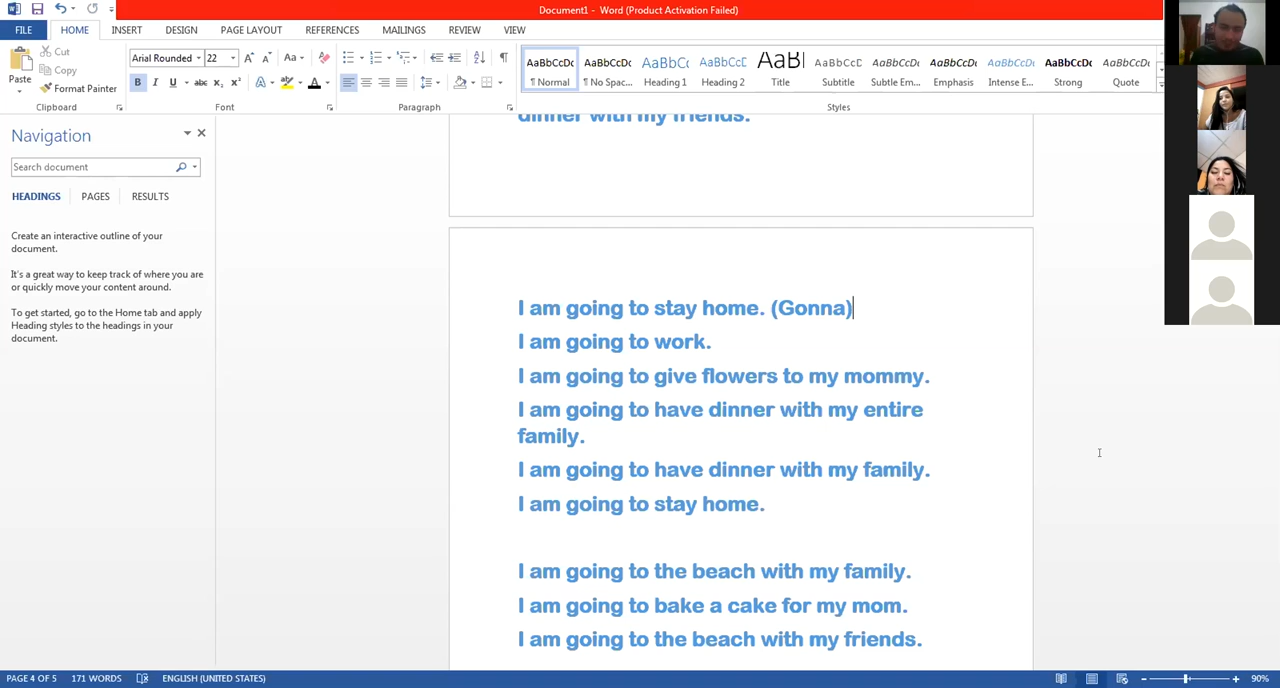 Document1 - Word (Product Activation Failed)
FILE HOME INSERT DESIGN PAGE LAYOUT REFERENCES MAILINGS REVIEW VIEW
Paste
Cut
Copy
Format Painter
Clipboard
Arial Rounded 22
Font
Paragraph
AaBbCcDc AaBbCcDc AaBbCc AaBbCcD AaBl AaBbCcD AaBbCcDc AaBbCcDc AaBbCcDc AaBbCcDc AaBbCcDc
¶ Normal ¶ No Spac... Heading 1 Heading 2 Title Subtitle Subtle Em... Emphasis Intense E... Strong Quote
Styles
Navigation
Search document
HEADINGS PAGES RESULTS
Create an interactive outline of your
document.
It's a great way to keep track of where you are
or quickly move your content around.
To get started, go to the Home tab and apply
Heading styles to the headings in your
document.
dinner with my friends.
I am going to stay home. (Gonna)
I am going to work.
I am going to give flowers to my mommy.
I am going to have dinner with my entire
family.
I am going to have dinner with my family.
I am going to stay home.
I am going to the beach with my family.
I am going to bake a cake for my mom.
I am going to the beach with my friends.
PAGE 4 OF 5 171 WORDS ENGLISH (UNITED STATES) 90%